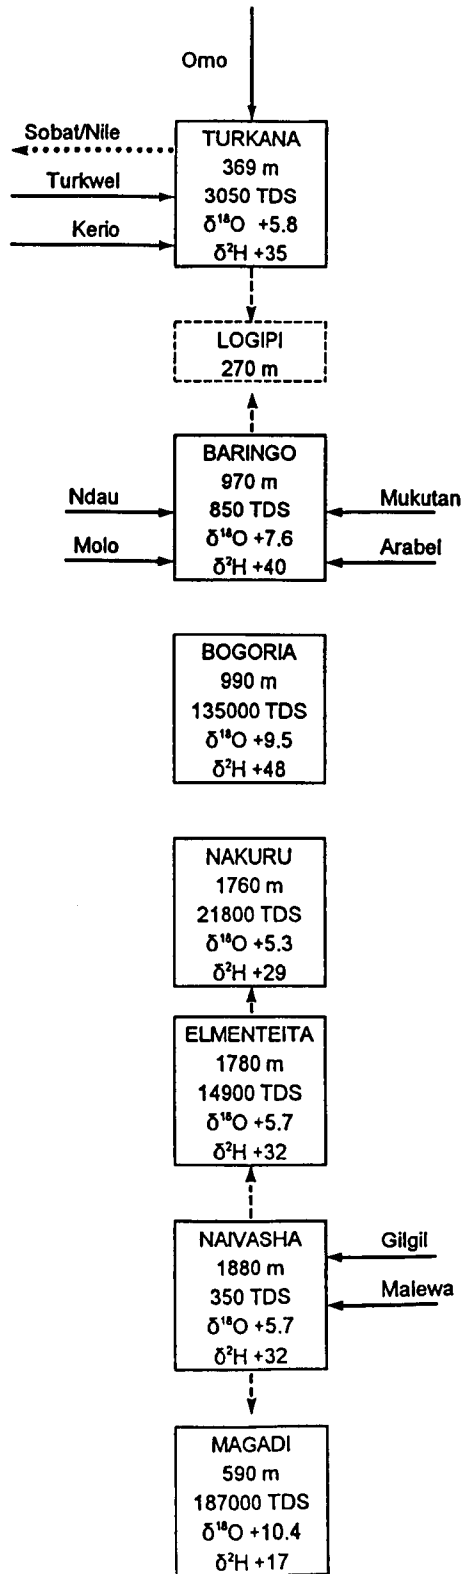 Omo
Sobat/Nile
Turkwel
Kerio
TURKANA
369 m
3050 TDS
δ¹⁸O +5.8
δ²H +35
LOGIPI
270 m
BARINGO
970 m
850 TDS
δ¹⁸O +7.6
δ²H +40
Ndau
Molo
Mukutan
Arabel
BOGORIA
990 m
135000 TDS
δ¹⁸O +9.5
δ²H +48
NAKURU
1760 m
21800 TDS
δ¹⁸O +5.3
δ²H +29
ELMENTEITA
1780 m
14900 TDS
δ¹⁸O +5.7
δ²H +32
NAIVASHA
1880 m
350 TDS
δ¹⁸O +5.7
δ²H +32
Gilgil
Malewa
MAGADI
590 m
187000 TDS
δ¹⁸O +10.4
δ²H +17